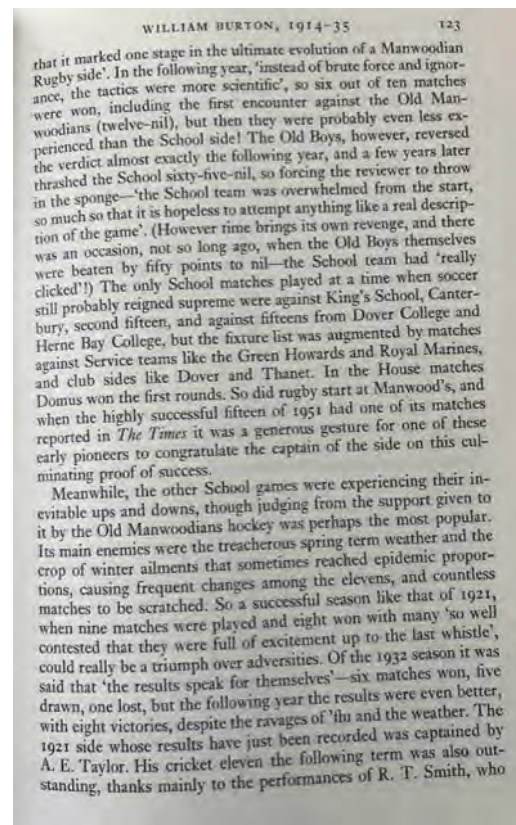 WILLIAM BURTON, 1914-35 123
that it marked one stage in the ultimate evolution of a Manwoodian
Rugby side'. In the following year, 'instead of brute force and ignor-
ance, the tactics were more scientific', so six out of ten matches
were won, including the first encounter against the Old Man-
woodians (twelve-nil), but then they were probably even less ex-
perienced than the School side! The Old Boys, however, reversed
the verdict almost exactly the following year, and a few years later
thrashed the School sixty-five-nil, so forcing the reviewer to throw
in the sponge—'the School team was overwhelmed from the start,
so much so that it is hopeless to attempt anything like a real descrip-
tion of the game'. (However rime brings its own revenge, and there
was an occasion, not so long ago, when the Old Boys themselves
were beaten by fifty points to nil—the School team had 'really
clicked'!) The only School matches played at a time when soccer
still probably reigned supreme were against King's School, Canter-
bury, second fifteen, and against fifteens from Dover College and
Herne Bay College, but the fixture list was augmented by matches
against Service teams like the Green Howards and Royal Marines,
and club sides like Dover and Thanet. In the House matches
Domus won the first rounds. So did rugby start at Manwood's, and
when the highly successful fifteen of 1951 had one of its matches
reported in The Times it was a generous gesture for one of these
early pioneers to congratulate the captain of the side on this cul-
minating proof of success.
Meanwhile, the other School games were experiencing their in-
evitable ups and downs, though judging from the support given to
it by the Old Manwoodians hockey was perhaps the most popular.
Its main enemies were the treacherous spring term weather and the
crop of winter ailments that sometimes reached epidemic propor-
tions, causing frequent changes among the elevens, and countless
matches to be scratched. So a successful season like that of 1921,
when nine matches were played and eight won with many 'so well
contested that they were full of excitement up to the last whistle',
could really be a triumph over adversities. Of the 1932 season it was
said that 'the results speak for themselves'—six matches won, five
drawn, one lost, but the following year the results were even better,
with eight victories, despite the ravages of 'flu and the weather. The
1921 side whose results have just been recorded was captained by
A. E. Taylor. His cricket eleven the following term was also out-
standing, thanks mainly to the performances of R. T. Smith, who